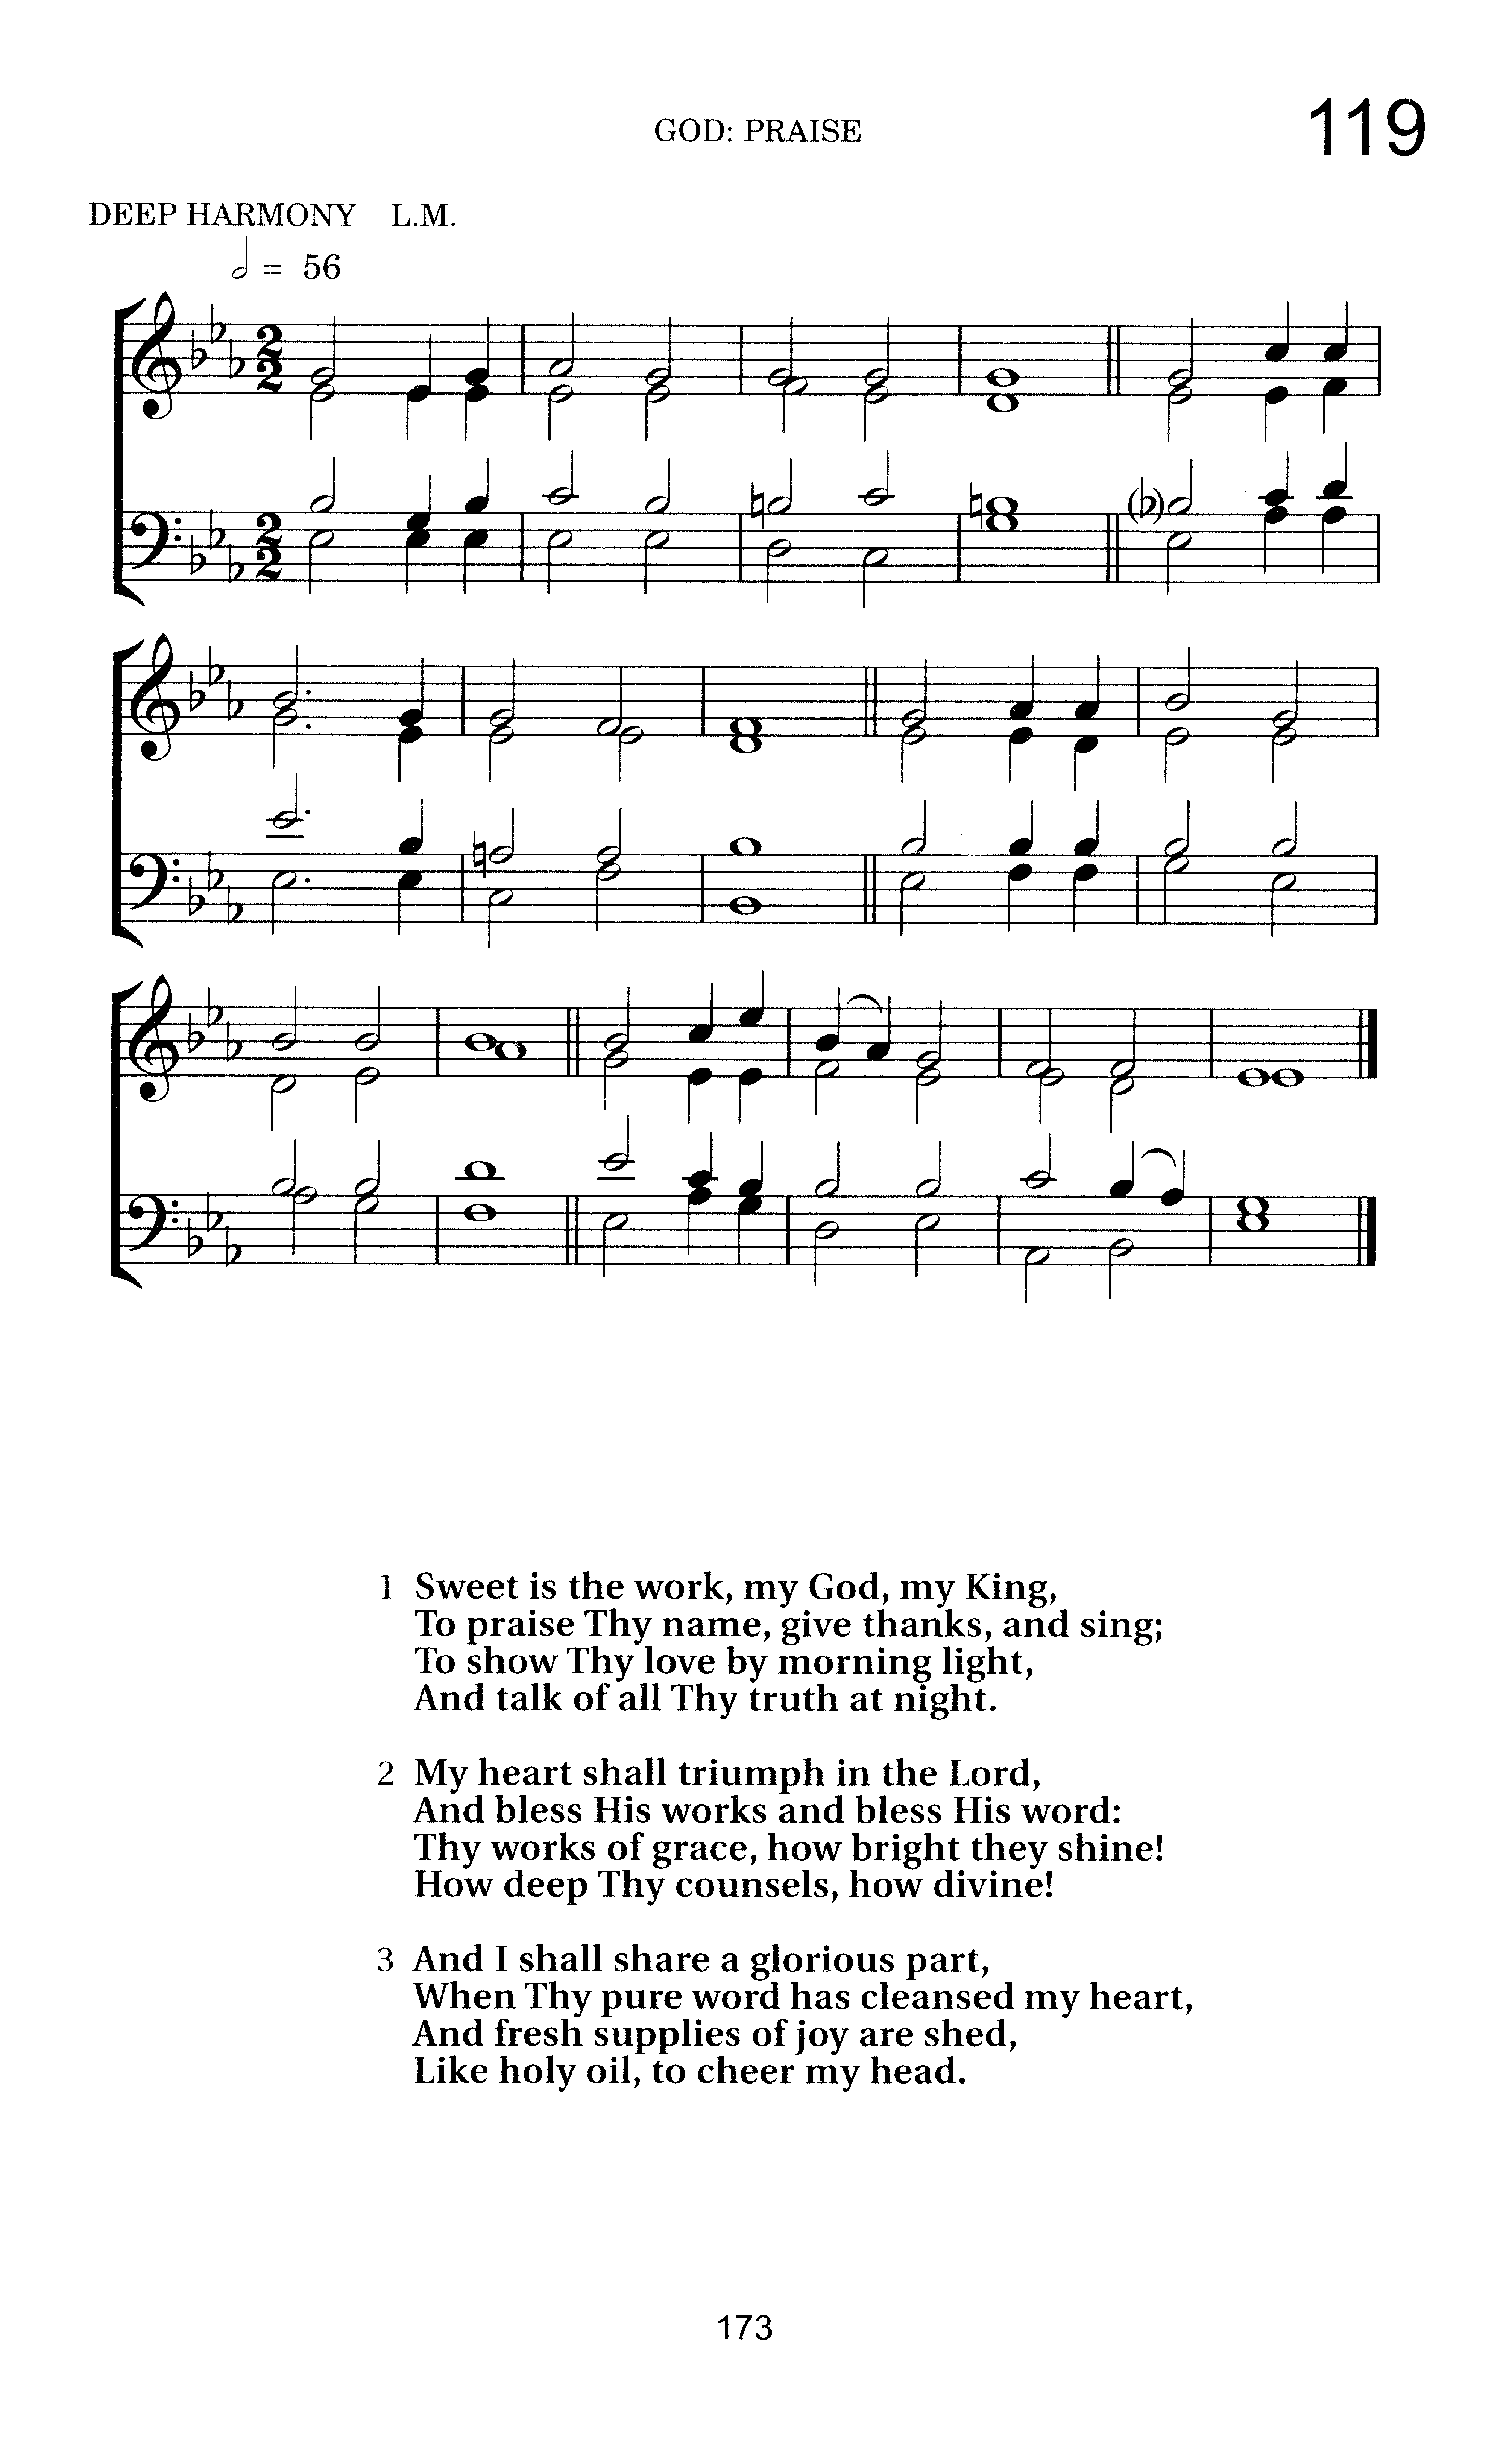 GOD: PRAISE
119
DEEP HARMONY L.M.
𝅗𝅥 = 56
2
2
2
2
1 Sweet is the work, my God, my King,
To praise Thy name, give thanks, and sing;
To show Thy love by morning light,
And talk of all Thy truth at night.
2 My heart shall triumph in the Lord,
And bless His works and bless His word:
Thy works of grace, how bright they shine!
How deep Thy counsels, how divine!
3 And I shall share a glorious part,
When Thy pure word has cleansed my heart,
And fresh supplies of joy are shed,
Like holy oil, to cheer my head.
173